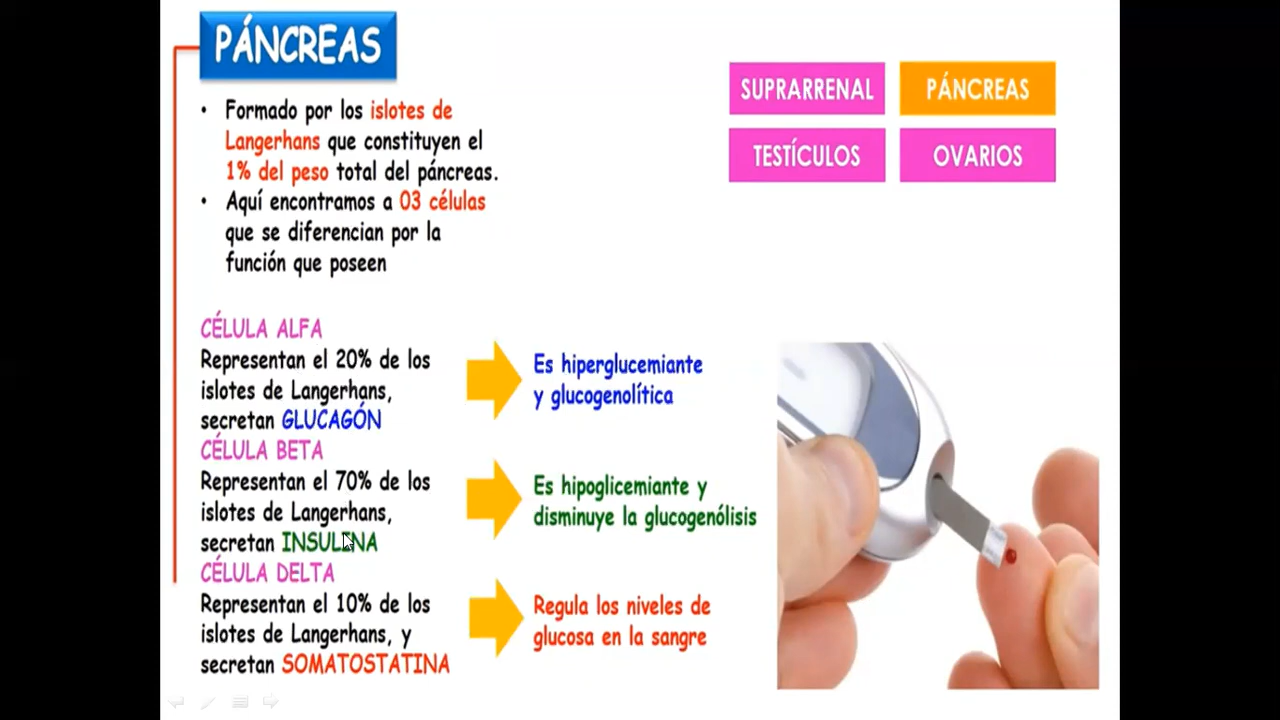 PÁNCREAS
• Formado por los islotes de
Langerhans que constituyen el
1% del peso total del páncreas.
• Aquí encontramos a 03 células
que se diferencian por la
función que poseen
SUPRARRENAL
PÁNCREAS
TESTÍCULOS
OVARIOS
CÉLULA ALFA
Representan el 20% de los
islotes de Langerhans,
secretan GLUCAGÓN
Es hiperglucemiante
y glucogenolítica
CÉLULA BETA
Representan el 70% de los
islotes de Langerhans,
secretan INSULINA
Es hipoglicemiante y
disminuye la glucogenólisis
CÉLULA DELTA
Representan el 10% de los
islotes de Langerhans, y
secretan SOMATOSTATINA
Regula los niveles de
glucosa en la sangre